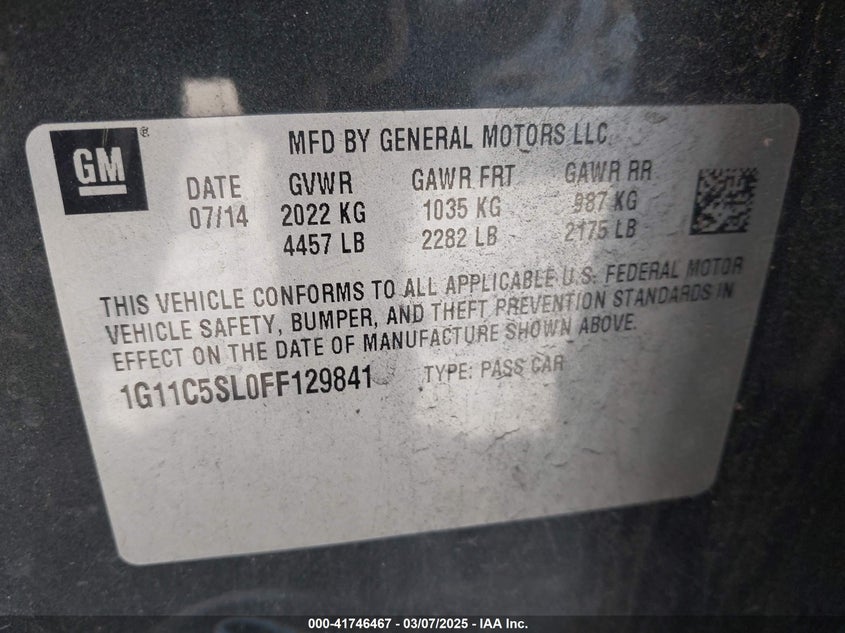 GM ®
MFD BY GENERAL MOTORS LLC
DATE GVWR GAWR FRT GAWR RR
07/14 2022 KG 1035 KG 987 KG
4457 LB 2282 LB 2175 LB
THIS VEHICLE CONFORMS TO ALL APPLICABLE U.S. FEDERAL MOTOR
VEHICLE SAFETY, BUMPER, AND THEFT PREVENTION STANDARDS IN
EFFECT ON THE DATE OF MANUFACTURE SHOWN ABOVE.
1G11C5SL0FF129841 TYPE: PASS CAR
000-41746467 - 03/07/2025 - IAA Inc.